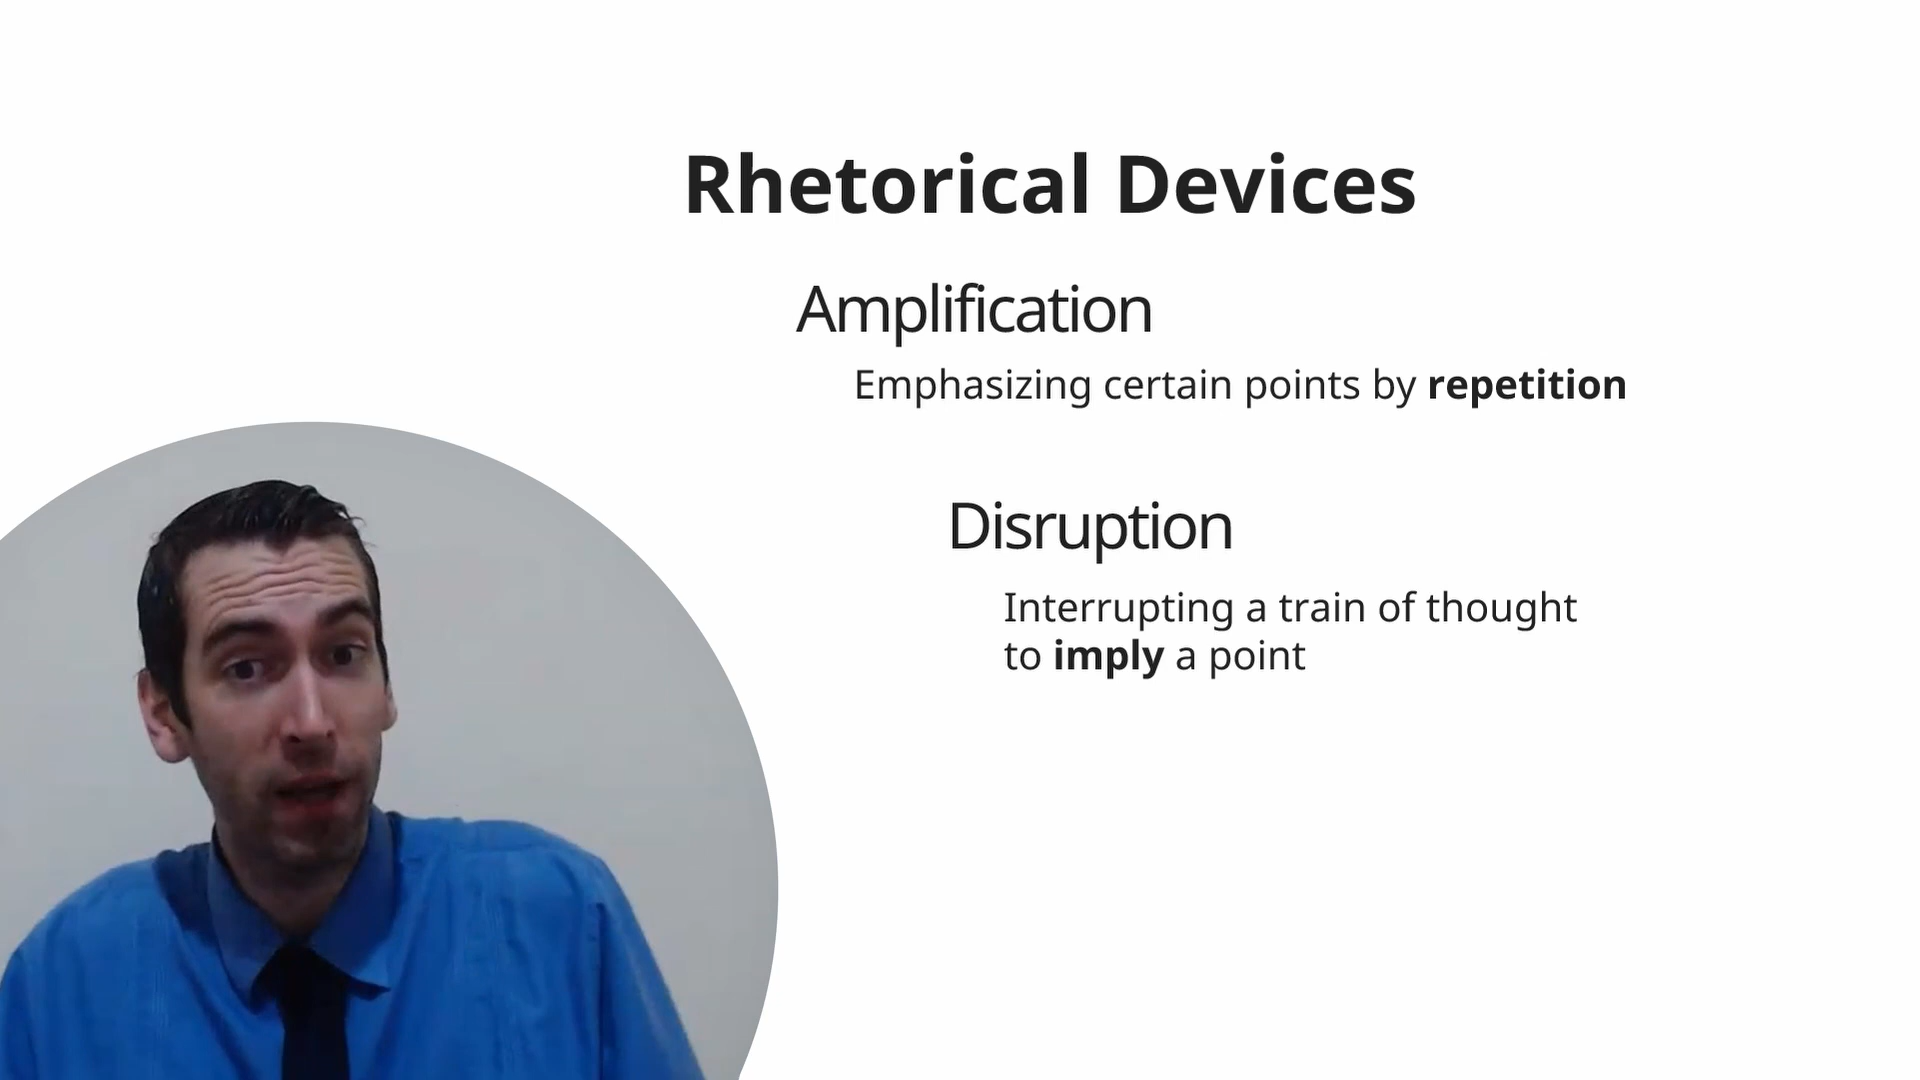 Rhetorical Devices
Amplification
Emphasizing certain points by repetition
Disruption
Interrupting a train of thought
to imply a point